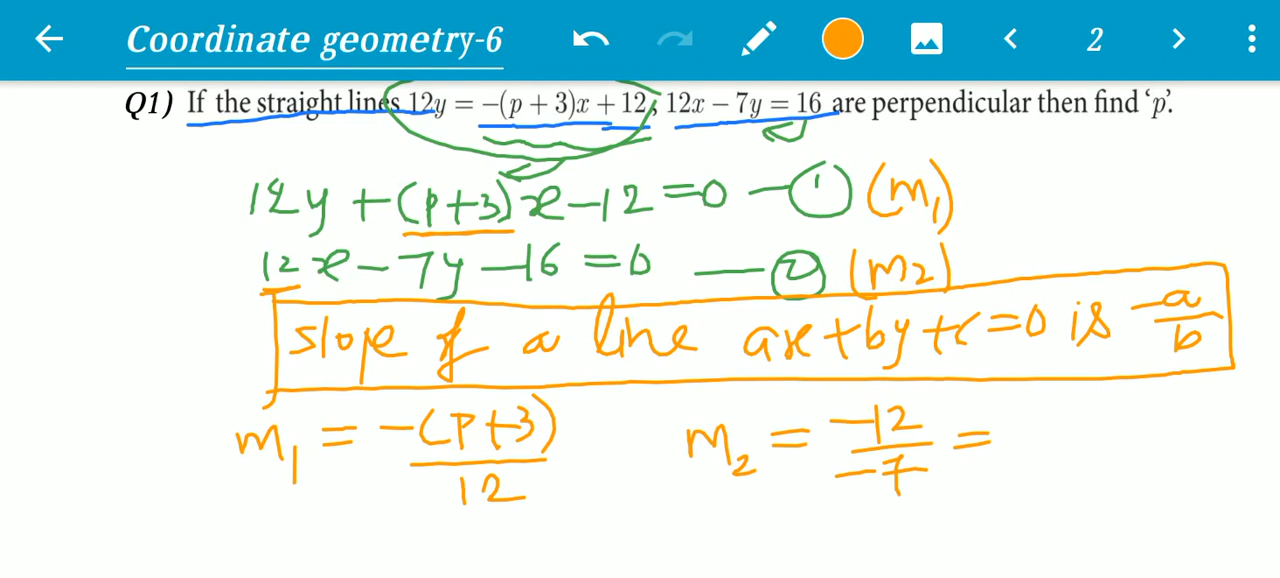 Coordinate geometry-6 2
Q1) If the straight lines 12y = −(p + 3)x + 12, 12x − 7y = 16 are perpendicular then find ‘p’.
12y + (p+3)x − 12 = 0 — ① (m₁)
12x − 7y − 16 = 0 — ② (m₂)
slope of a line ax+by+c=0 is -a/b
m₁ = -(p+3)/12 m₂ = -12/-7 =